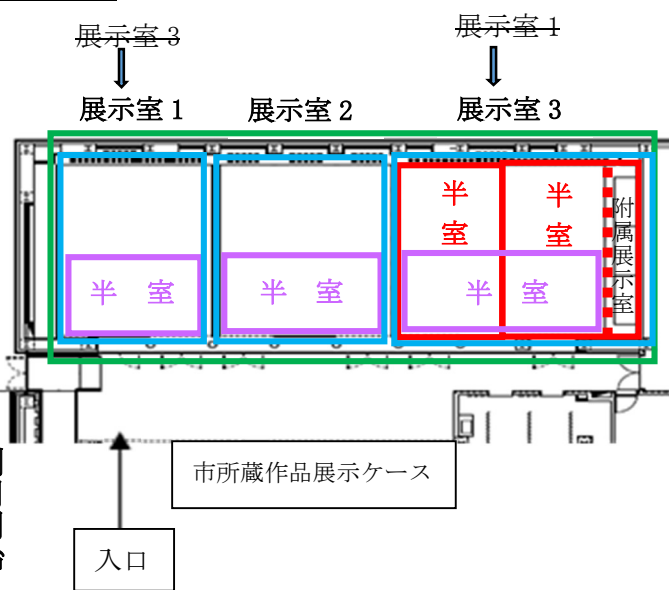 展示室３
展示室１
展示室１
展示室２
展示室３
半室
半室
附属展示室
半　室
半　室
半　室
市所蔵作品展示ケース
入口